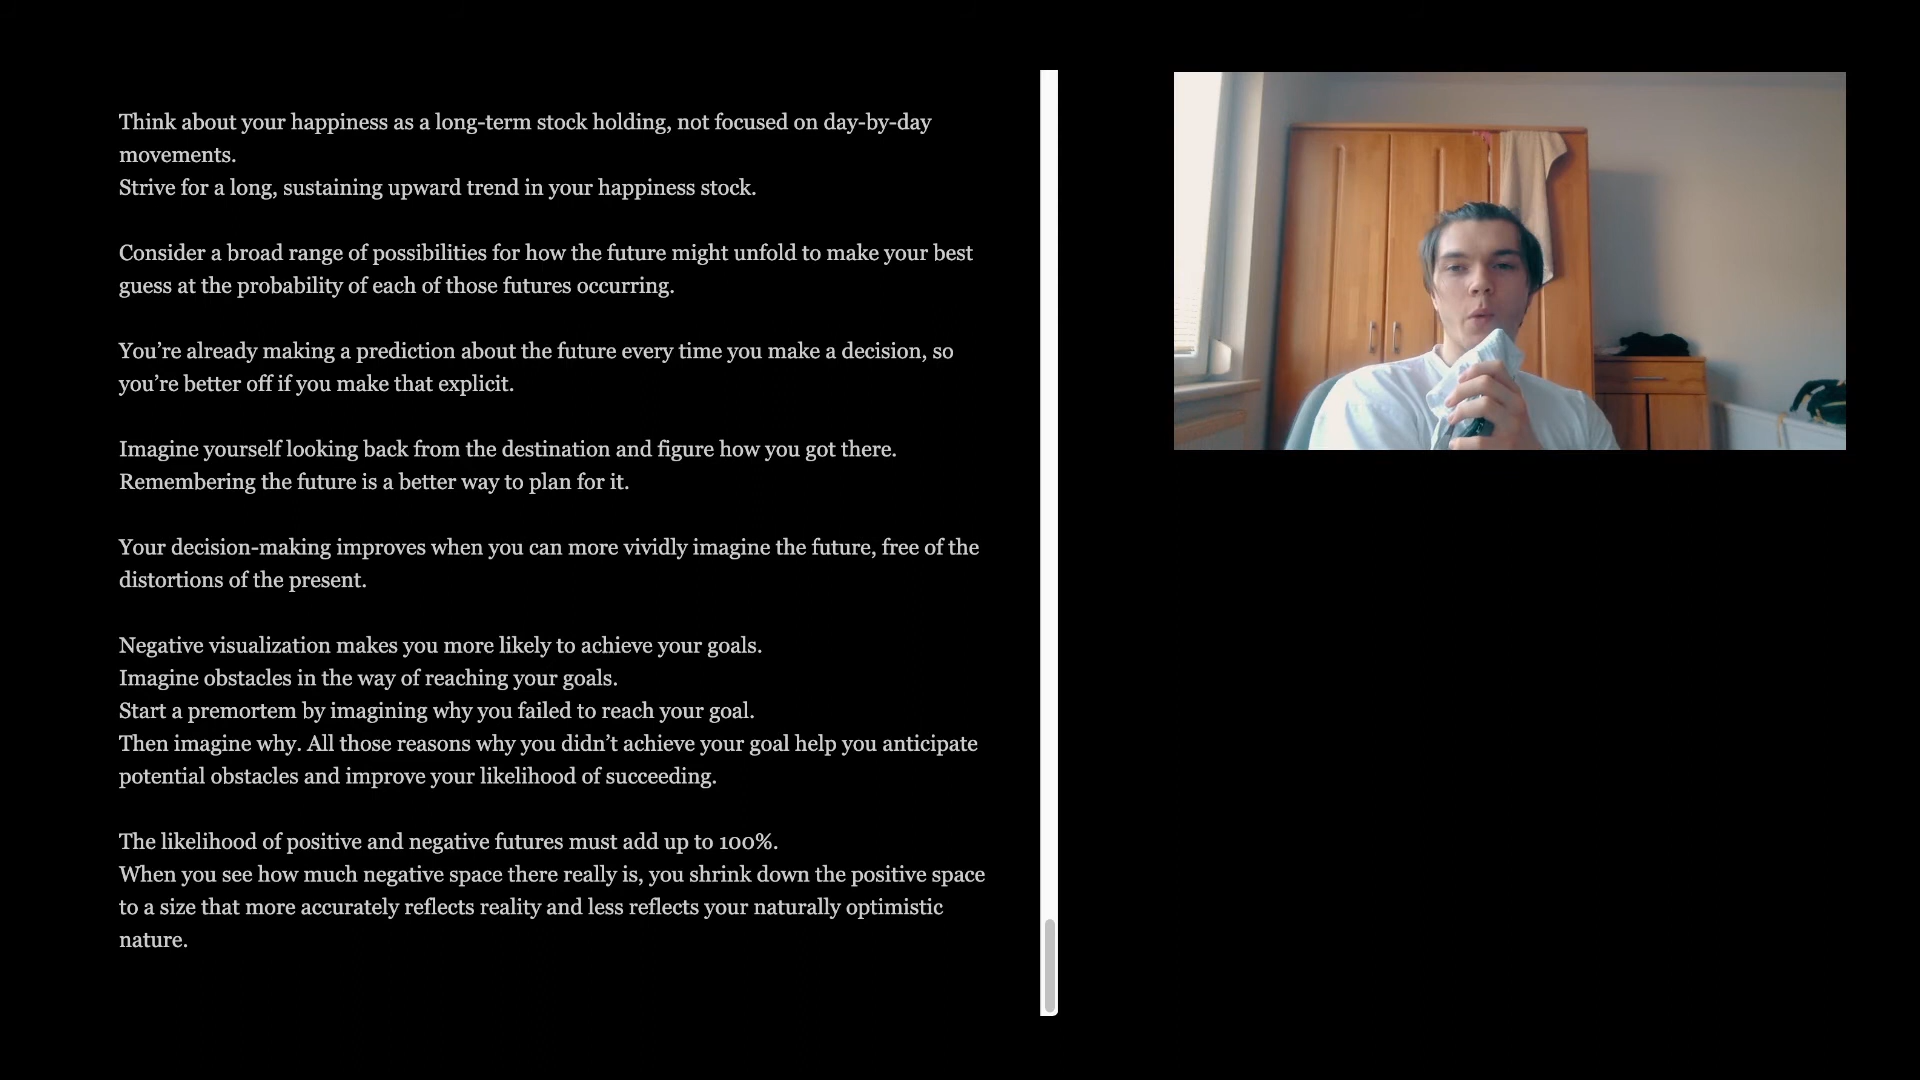 Think about your happiness as a long-term stock holding, not focused on day-by-day
movements.
Strive for a long, sustaining upward trend in your happiness stock.
Consider a broad range of possibilities for how the future might unfold to make your best
guess at the probability of each of those futures occurring.
You’re already making a prediction about the future every time you make a decision, so
you’re better off if you make that explicit.
Imagine yourself looking back from the destination and figure how you got there.
Remembering the future is a better way to plan for it.
Your decision-making improves when you can more vividly imagine the future, free of the
distortions of the present.
Negative visualization makes you more likely to achieve your goals.
Imagine obstacles in the way of reaching your goals.
Start a premortem by imagining why you failed to reach your goal.
Then imagine why. All those reasons why you didn’t achieve your goal help you anticipate
potential obstacles and improve your likelihood of succeeding.
The likelihood of positive and negative futures must add up to 100%.
When you see how much negative space there really is, you shrink down the positive space
to a size that more accurately reflects reality and less reflects your naturally optimistic
nature.